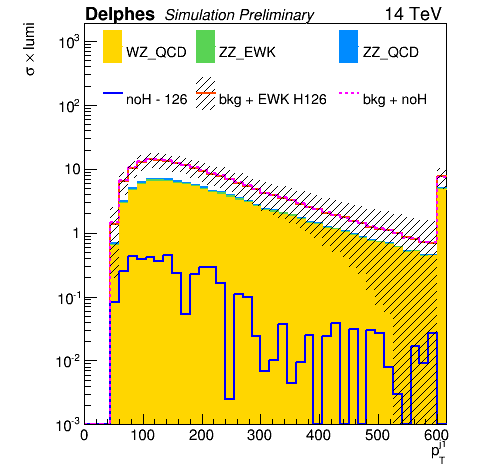 Delphes Simulation Preliminary 14 TeV
σ × lumi
WZ_QCD ZZ_EWK ZZ_QCD
noH - 126 bkg + EWK H126 bkg + noH
10³
10²
10
1
10⁻¹
10⁻²
10⁻³
0 100 200 300 400 500 600
p_T^j1